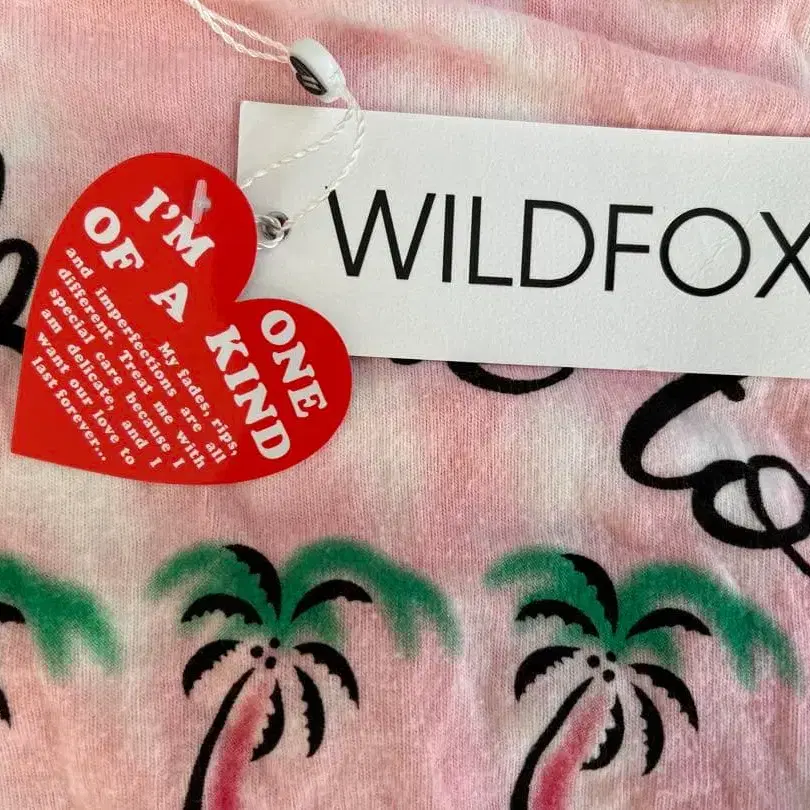 WILDFOX
I'M ONE
OF A KIND
My fades, rips,
and imperfections are all
different. Treat me with
special care because I
am delicate, and I
want our love to
last forever...